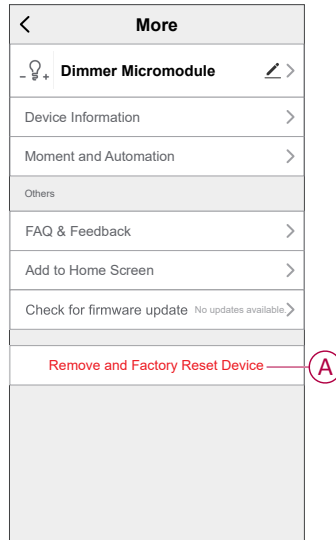 More
Dimmer Micromodule
Device Information
Moment and Automation
Others
FAQ & Feedback
Add to Home Screen
Check for firmware update No updates available.
Remove and Factory Reset Device
A